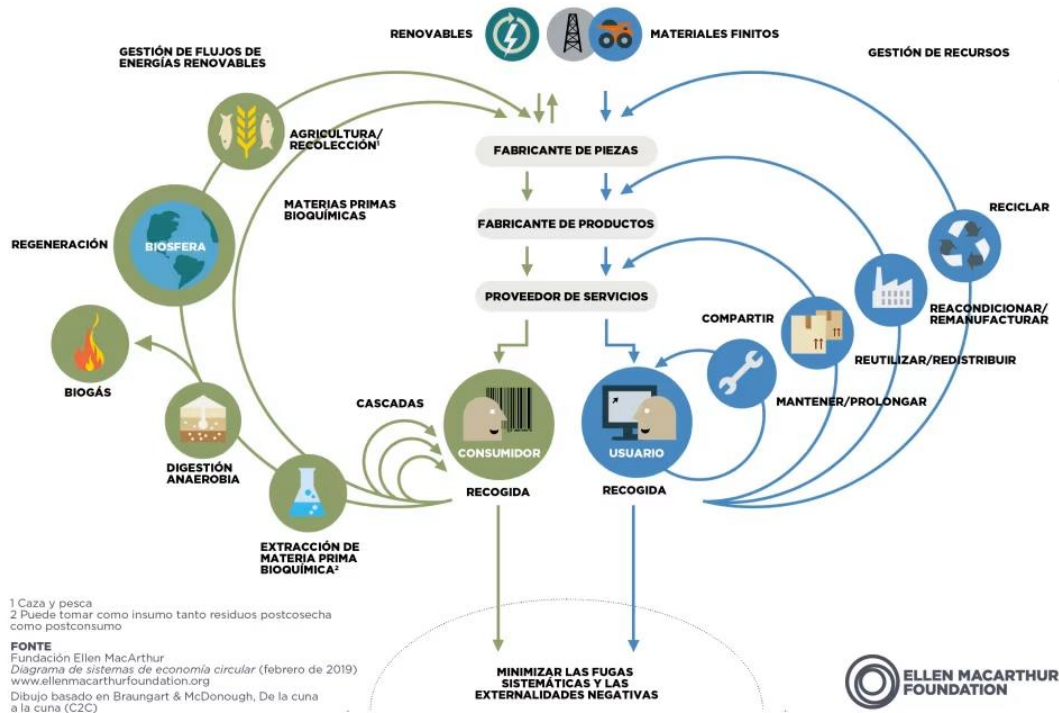 RENOVABLES
MATERIALES FINITOS
GESTIÓN DE FLUJOS DE
ENERGÍAS RENOVABLES
GESTIÓN DE RECURSOS
AGRICULTURA/
RECOLECCIÓN¹
FABRICANTE DE PIEZAS
MATERIAS PRIMAS
BIOQUÍMICAS
RECICLAR
FABRICANTE DE PRODUCTOS
REGENERACIÓN
BIOSFERA
PROVEEDOR DE SERVICIOS
REACONDICIONAR/
REMANUFACTURAR
COMPARTIR
REUTILIZAR/REDISTRIBUIR
BIOGÁS
MANTENER/PROLONGAR
CASCADAS
CONSUMIDOR
USUARIO
DIGESTIÓN
ANAEROBIA
RECOGIDA
RECOGIDA
EXTRACCIÓN DE
MATERIA PRIMA
BIOQUÍMICA²
1 Caza y pesca
2 Puede tomar como insumo tanto residuos postcosecha
como postconsumo
FONTE
Fundación Ellen MacArthur
Diagrama de sistemas de economía circular (febrero de 2019)
www.ellenmacarthurfoundation.org
Dibujo basado en Braungart & McDonough, De la cuna
a la cuna (C2C)
MINIMIZAR LAS FUGAS
SISTEMÁTICAS Y LAS
EXTERNALIDADES NEGATIVAS
ELLEN MACARTHUR
FOUNDATION